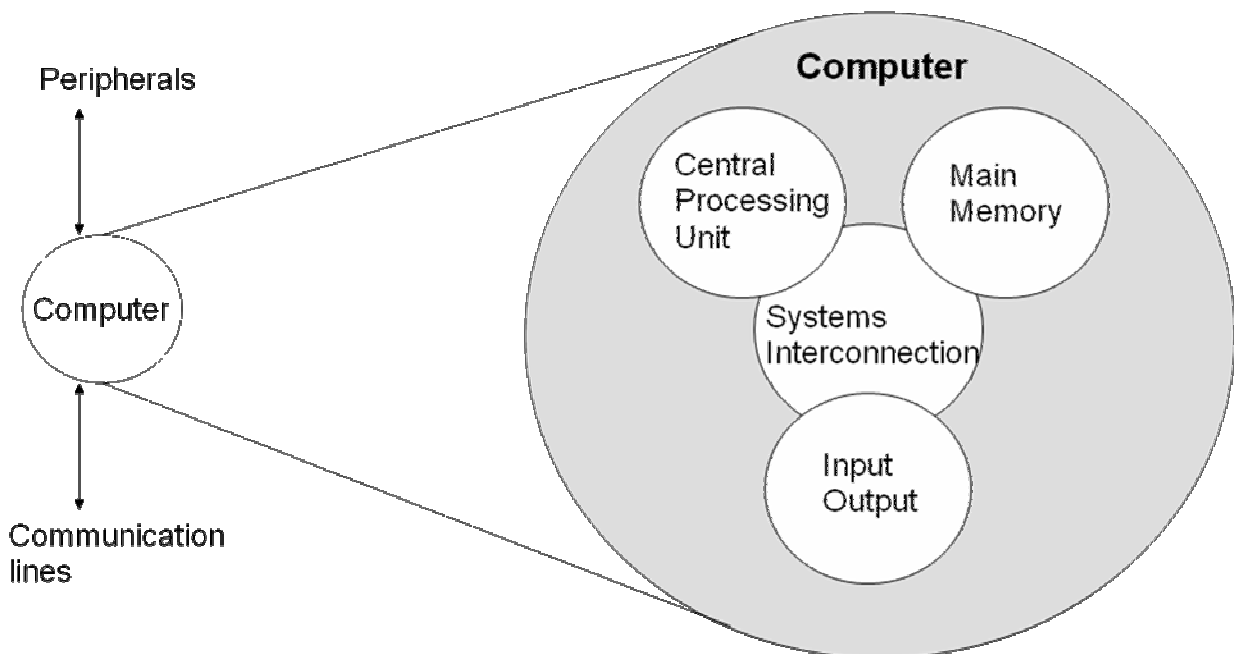 Peripherals
Computer
Communication
lines
Computer
Central
Processing
Unit
Main
Memory
Systems
Interconnection
Input
Output